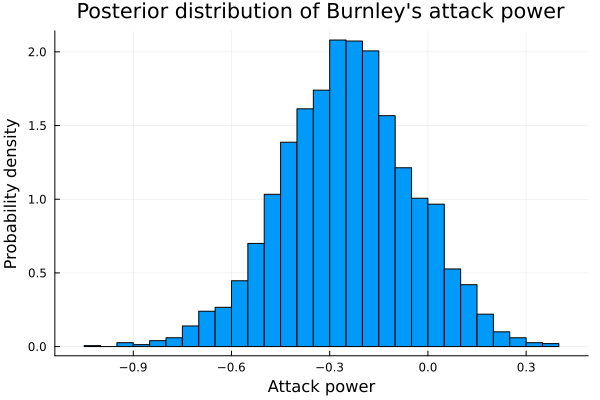 Posterior distribution of Burnley's attack power
Probability density
2.0
1.5
1.0
0.5
0.0
−0.9 −0.6 −0.3 0.0 0.3
Attack power